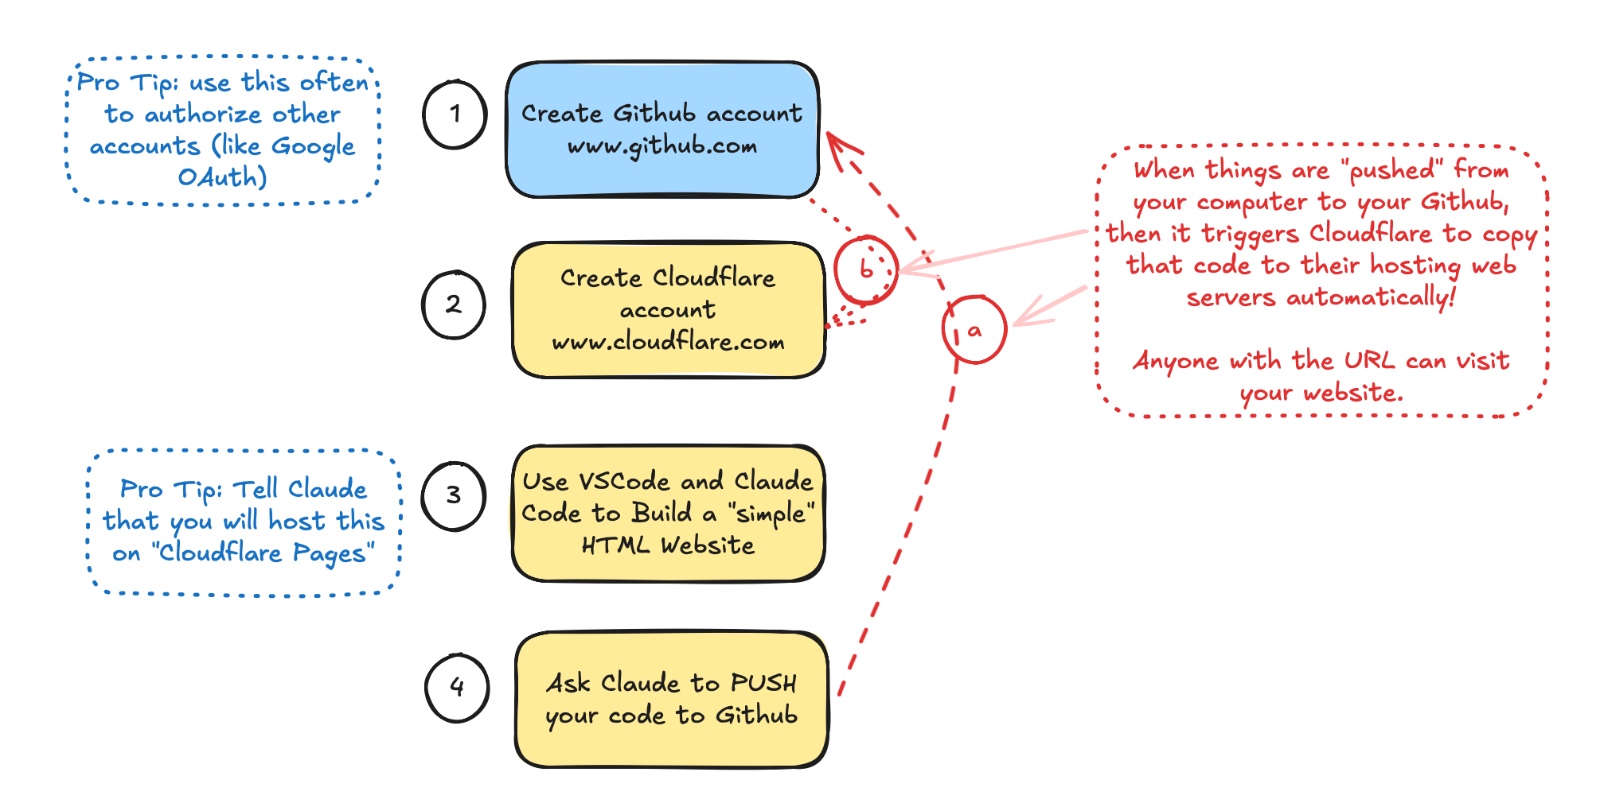 Pro Tip: use this often
to authorize other
accounts (like Google
OAuth)
1
Create Github account
www.github.com
2
Create Cloudflare
account
www.cloudflare.com
b
a
When things are "pushed" from
your computer to your Github,
then it triggers Cloudflare to copy
that code to their hosting web
servers automatically!
Anyone with the URL can visit
your website.
Pro Tip: Tell Claude
that you will host this
on "Cloudflare Pages"
3
Use VSCode and Claude
Code to Build a "simple"
HTML Website
4
Ask Claude to PUSH
your code to Github